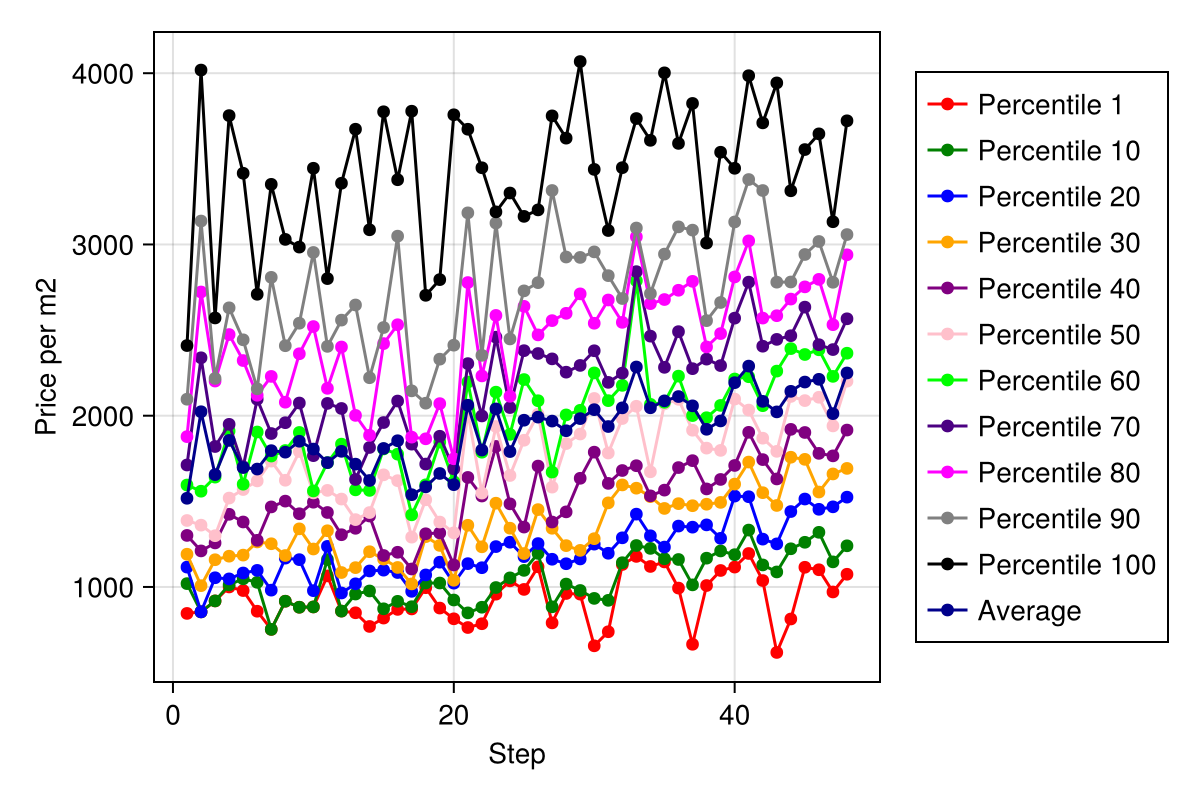 4000
3000
2000
1000
0
20
40
Price per m2
Step
Percentile 1
Percentile 10
Percentile 20
Percentile 30
Percentile 40
Percentile 50
Percentile 60
Percentile 70
Percentile 80
Percentile 90
Percentile 100
Average